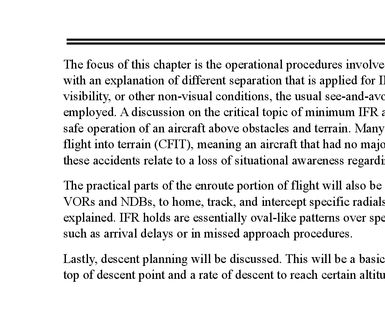 The focus of this chapter is the operational procedures involve
with an explanation of different separation that is applied for I
visibility, or other non-visual conditions, the usual see-and-avo
employed. A discussion on the critical topic of minimum IFR a
safe operation of an aircraft above obstacles and terrain. Many
flight into terrain (CFIT), meaning an aircraft that had no majo
these accidents relate to a loss of situational awareness regardi
The practical parts of the enroute portion of flight will also be
VORs and NDBs, to home, track, and intercept specific radials
explained. IFR holds are essentially oval-like patterns over spe
such as arrival delays or in missed approach procedures.
Lastly, descent planning will be discussed. This will be a basic
top of descent point and a rate of descent to reach certain altitu